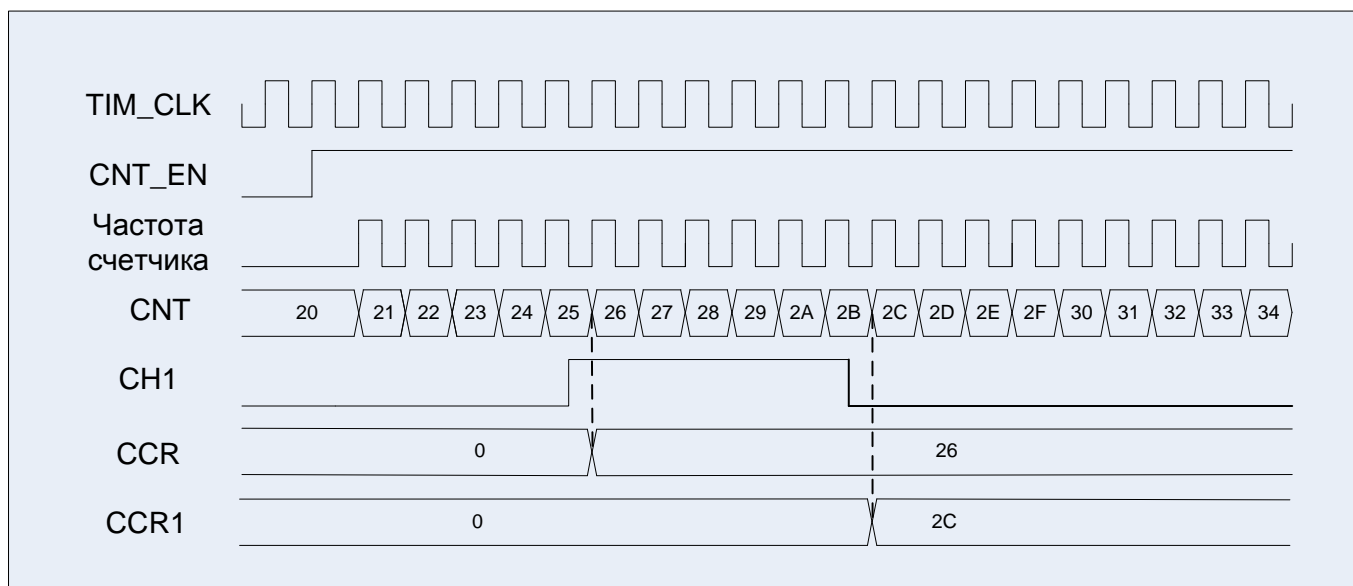 TIM_CLK
CNT_EN
Частота
счетчика
CNT 20 21 22 23 24 25 26 27 28 29 2A 2B 2C 2D 2E 2F 30 31 32 33 34
CH1
CCR 0 26
CCR1 0 2C